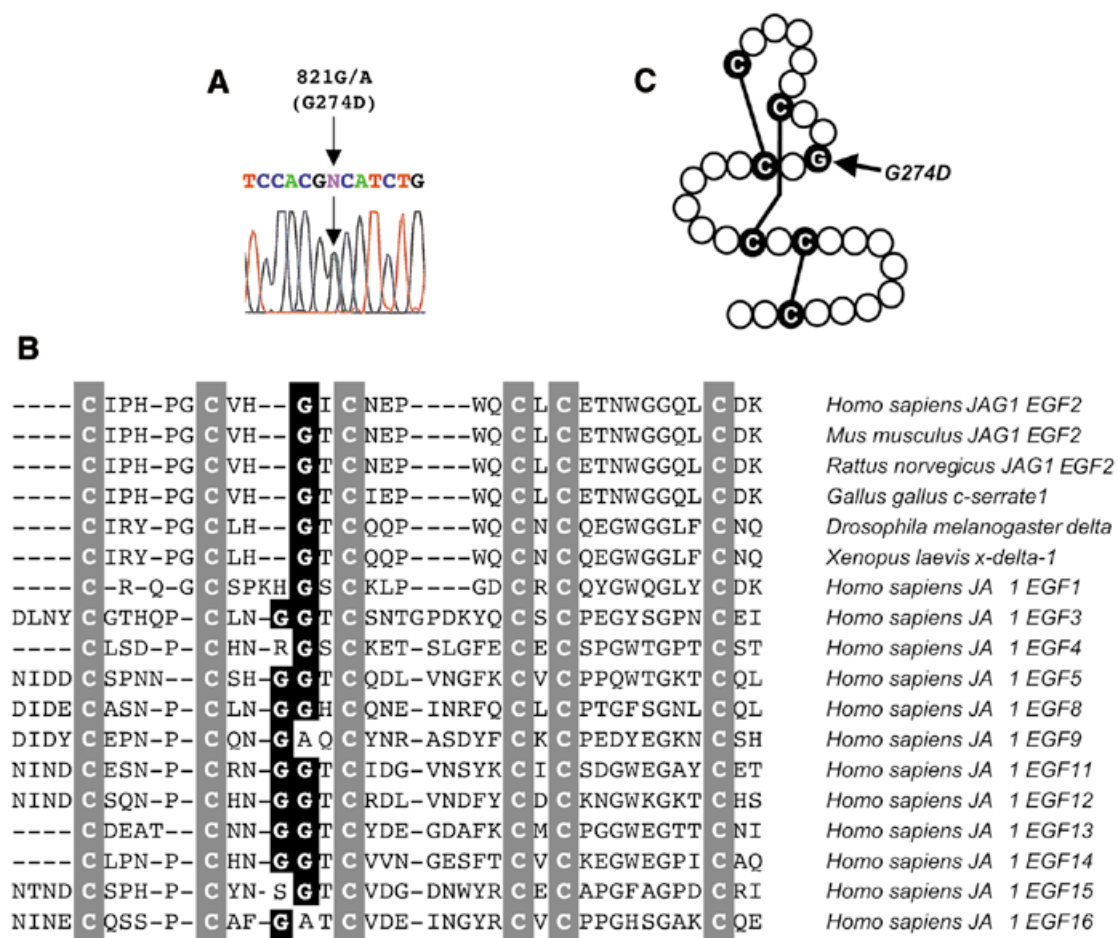 A
C
821G/A
(G274D)
TCCACGNCATCTG
C
C
C
G
G274D
C
C
C
B
----CIPH-PGCVH--GICNEP----WQCLCETNWGGQLCDK Homo sapiens JAG1 EGF2
----CIPH-PGCVH--GTCNEP----WQCLCETNWGGQLCDK Mus musculus JAG1 EGF2
----CIPH-PGCVH--GTCNEP----WQCLCETNWGGQLCDK Rattus norvegicus JAG1 EGF2
----CIPH-PGCVH--GTCIEP----WQCLCETNWGGQLCDK Gallus gallus c-serrate1
----CIRY-PGCLH--GTCQQP----WQCNCQEGWGGLFCNQ Drosophila melanogaster delta
----CIRY-PGCLH--GTCQQP----WQCNCQEGWGGLFCNQ Xenopus laevis x-delta-1
----C-R-Q-GCSPKHGSCKLP----GDCRCQYGWQGLYCDK Homo sapiens JA 1 EGF1
DLNYCGTHQP-CLN-GGTCSNTGPDKYQCSCPEGYSGPNCEI Homo sapiens JA 1 EGF3
----CLSD-P-CHN-RGSCKET-SLGFECECSPGWTGPTCST Homo sapiens JA 1 EGF4
NIDDCSPNN--CSH-GGTCQDL-VNGFKCVCPPQWTGKTCQL Homo sapiens JA 1 EGF5
DIDECASN-P-CLN-GGHCQNE-INRFQCLCPTGFSGNLCQL Homo sapiens JA 1 EGF8
DIDYCEPN-P-CQN-GAQCYNR-ASDYFCKCPEDYEGKNCSH Homo sapiens JA 1 EGF9
NINDCESN-P-CRN-GGTCIDG-VNSYKCICSDGWEGAYCET Homo sapiens JA 1 EGF11
NINDCSQN-P-CHN-GGTCRDL-VNDFYCDCKNGWKGKTCHS Homo sapiens JA 1 EGF12
----CDEAT--CNN-GGTCYDE-GDAFKCMCPGGWEGTTCNI Homo sapiens JA 1 EGF13
----CLPN-P-CHN-GGTCVVN-GESFTCVCKEGWEGPICAQ Homo sapiens JA 1 EGF14
NTNDCSPH-P-CYN-SGTCVDG-DNWYRCECAPGFAGPDCRI Homo sapiens JA 1 EGF15
NINECQSS-P-CAF-GATCVDE-INGYRCVCPPGHSGAKCQE Homo sapiens JA 1 EGF16